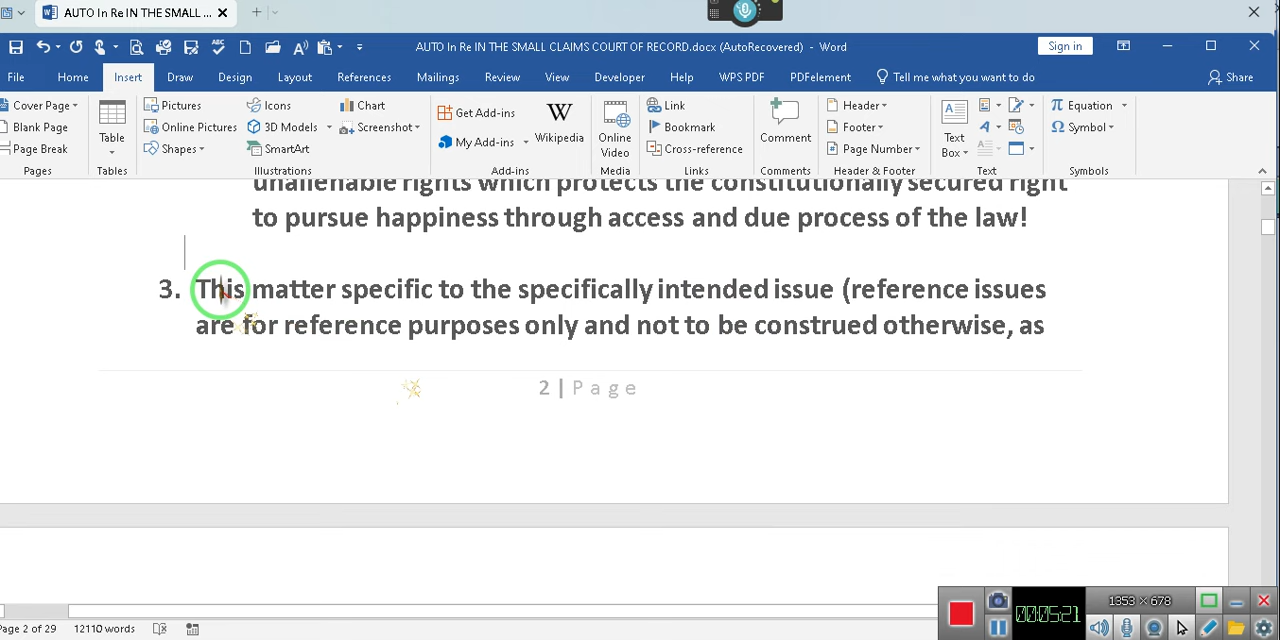 AUTO In Re IN THE SMALL ...
AUTO In Re IN THE SMALL CLAIMS COURT OF RECORD.docx (AutoRecovered) - Word
Sign in
File Home Insert Draw Design Layout References Mailings Review View Developer Help WPS PDF PDFelement Tell me what you want to do Share
Cover Page
Blank Page
Page Break
Pages
Table
Tables
Pictures
Online Pictures
Shapes
Icons
3D Models
SmartArt
Chart
Screenshot
Illustrations
Get Add-ins
My Add-ins
Wikipedia
Add-ins
Online Video
Media
Link
Bookmark
Cross-reference
Links
Comment
Comments
Header
Footer
Page Number
Header & Footer
Text Box
Text
Equation
Symbol
Symbols
unalienable rights which protects the constitutionally secured right
to pursue happiness through access and due process of the law!
3. This matter specific to the specifically intended issue (reference issues
are for reference purposes only and not to be construed otherwise, as
2 | Page
1353 × 678
00:05:21
Page 2 of 29 12110 words